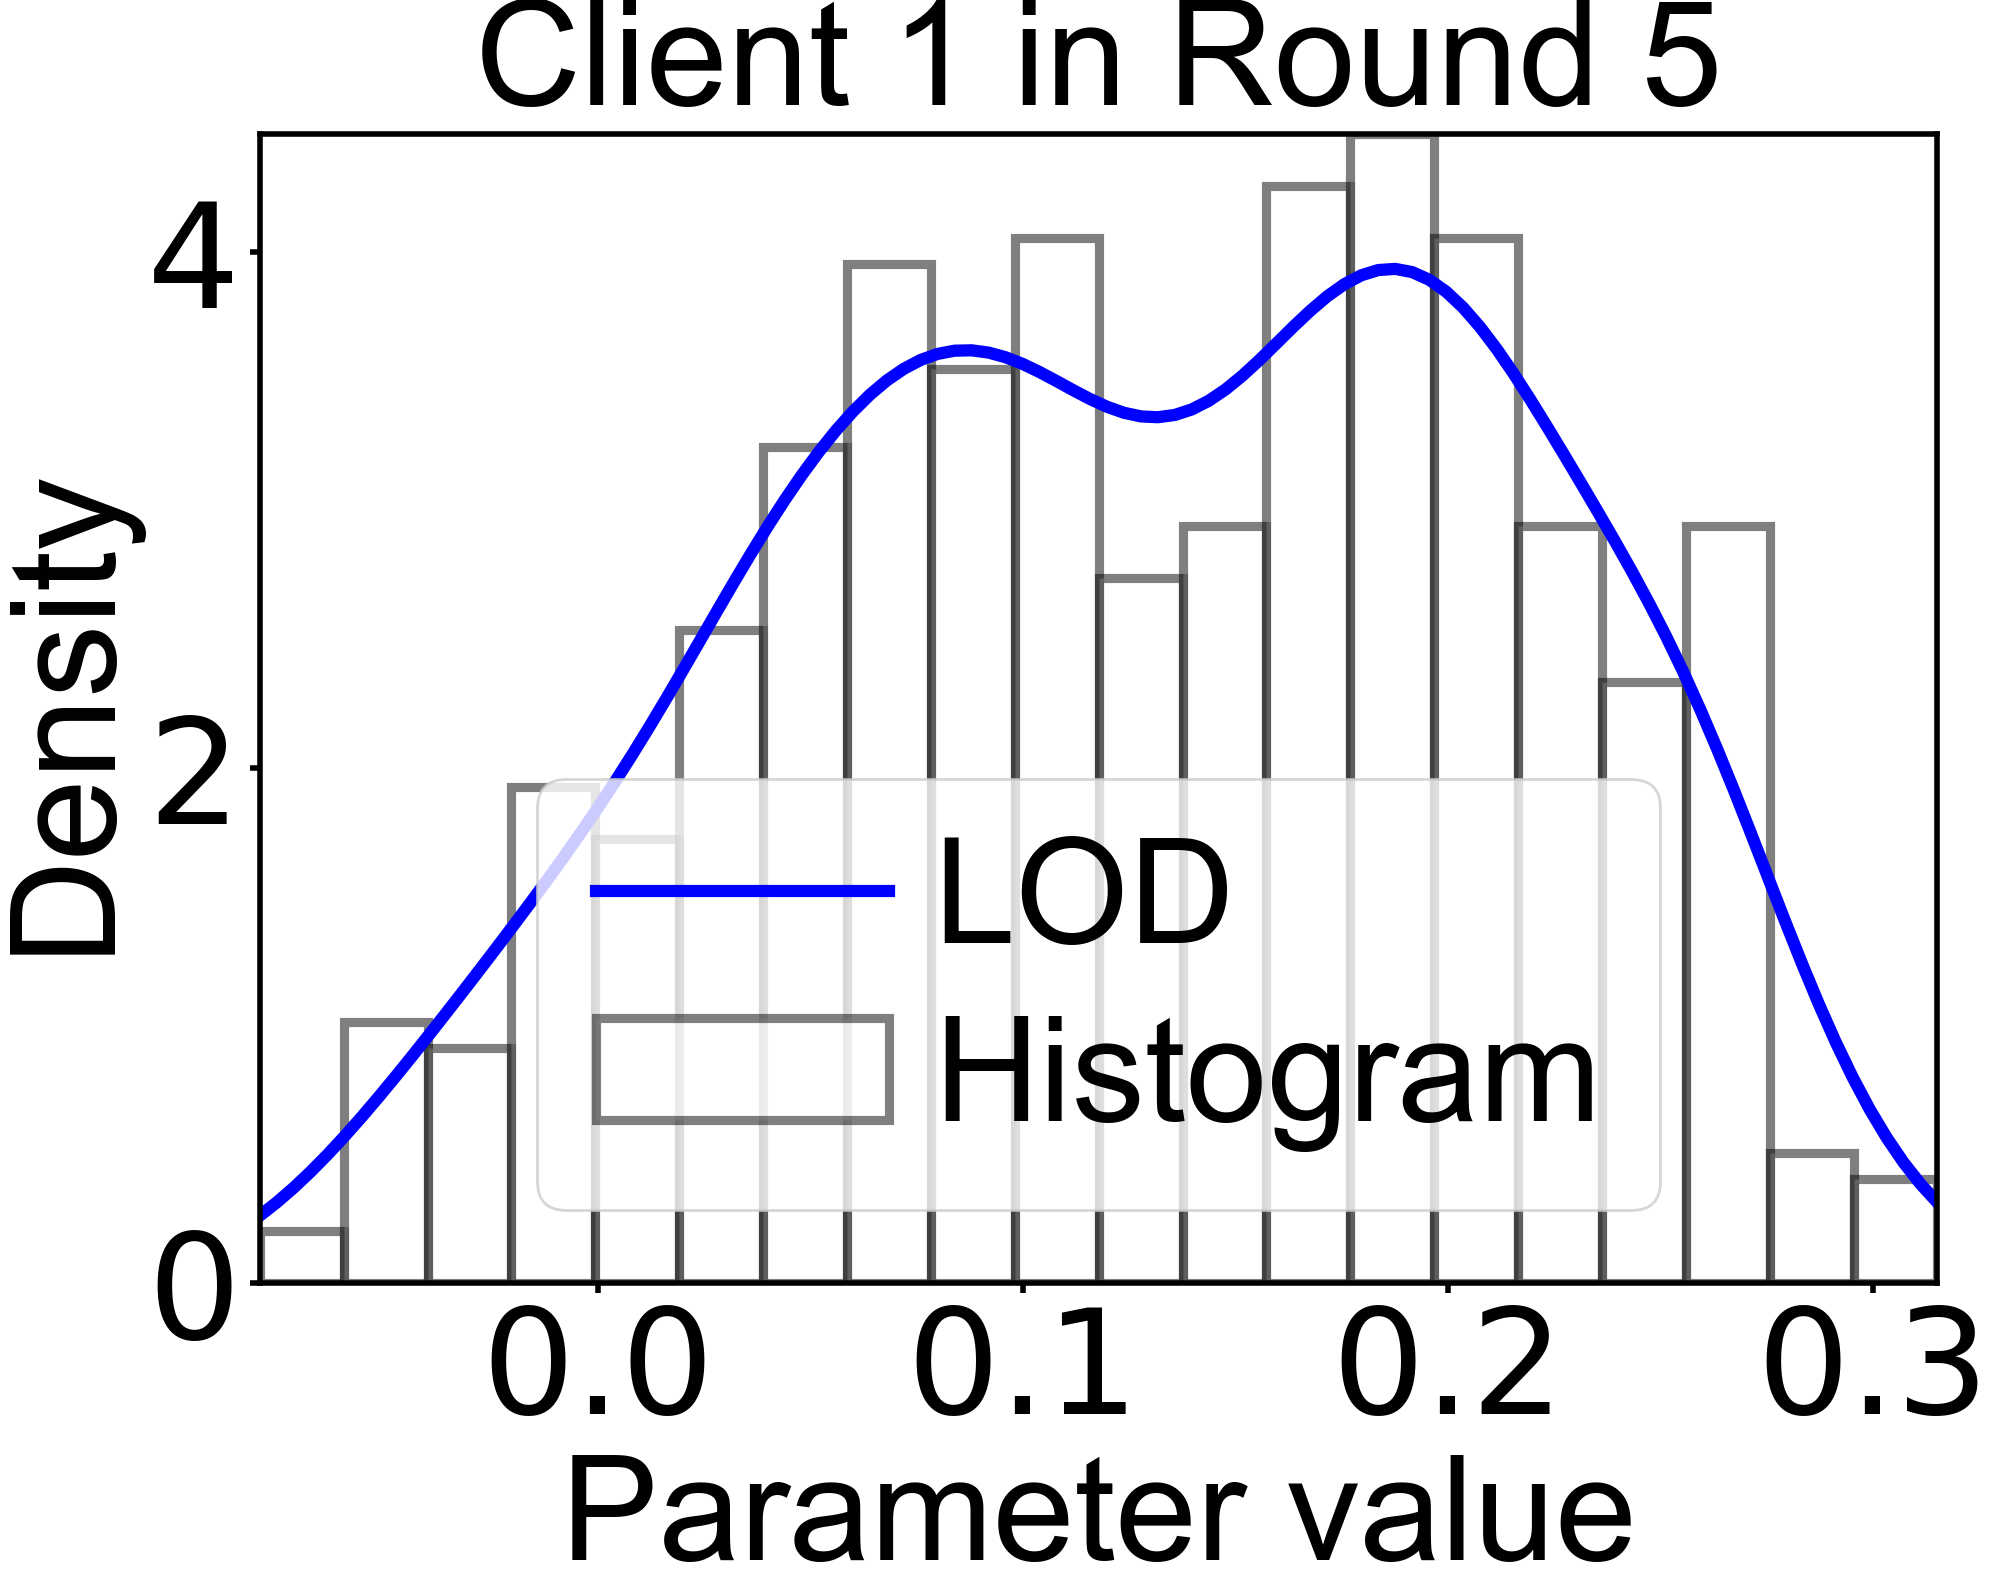 Client 1 in Round 5
Density
4
2
0
LOD
Histogram
0.0 0.1 0.2 0.3
Parameter value